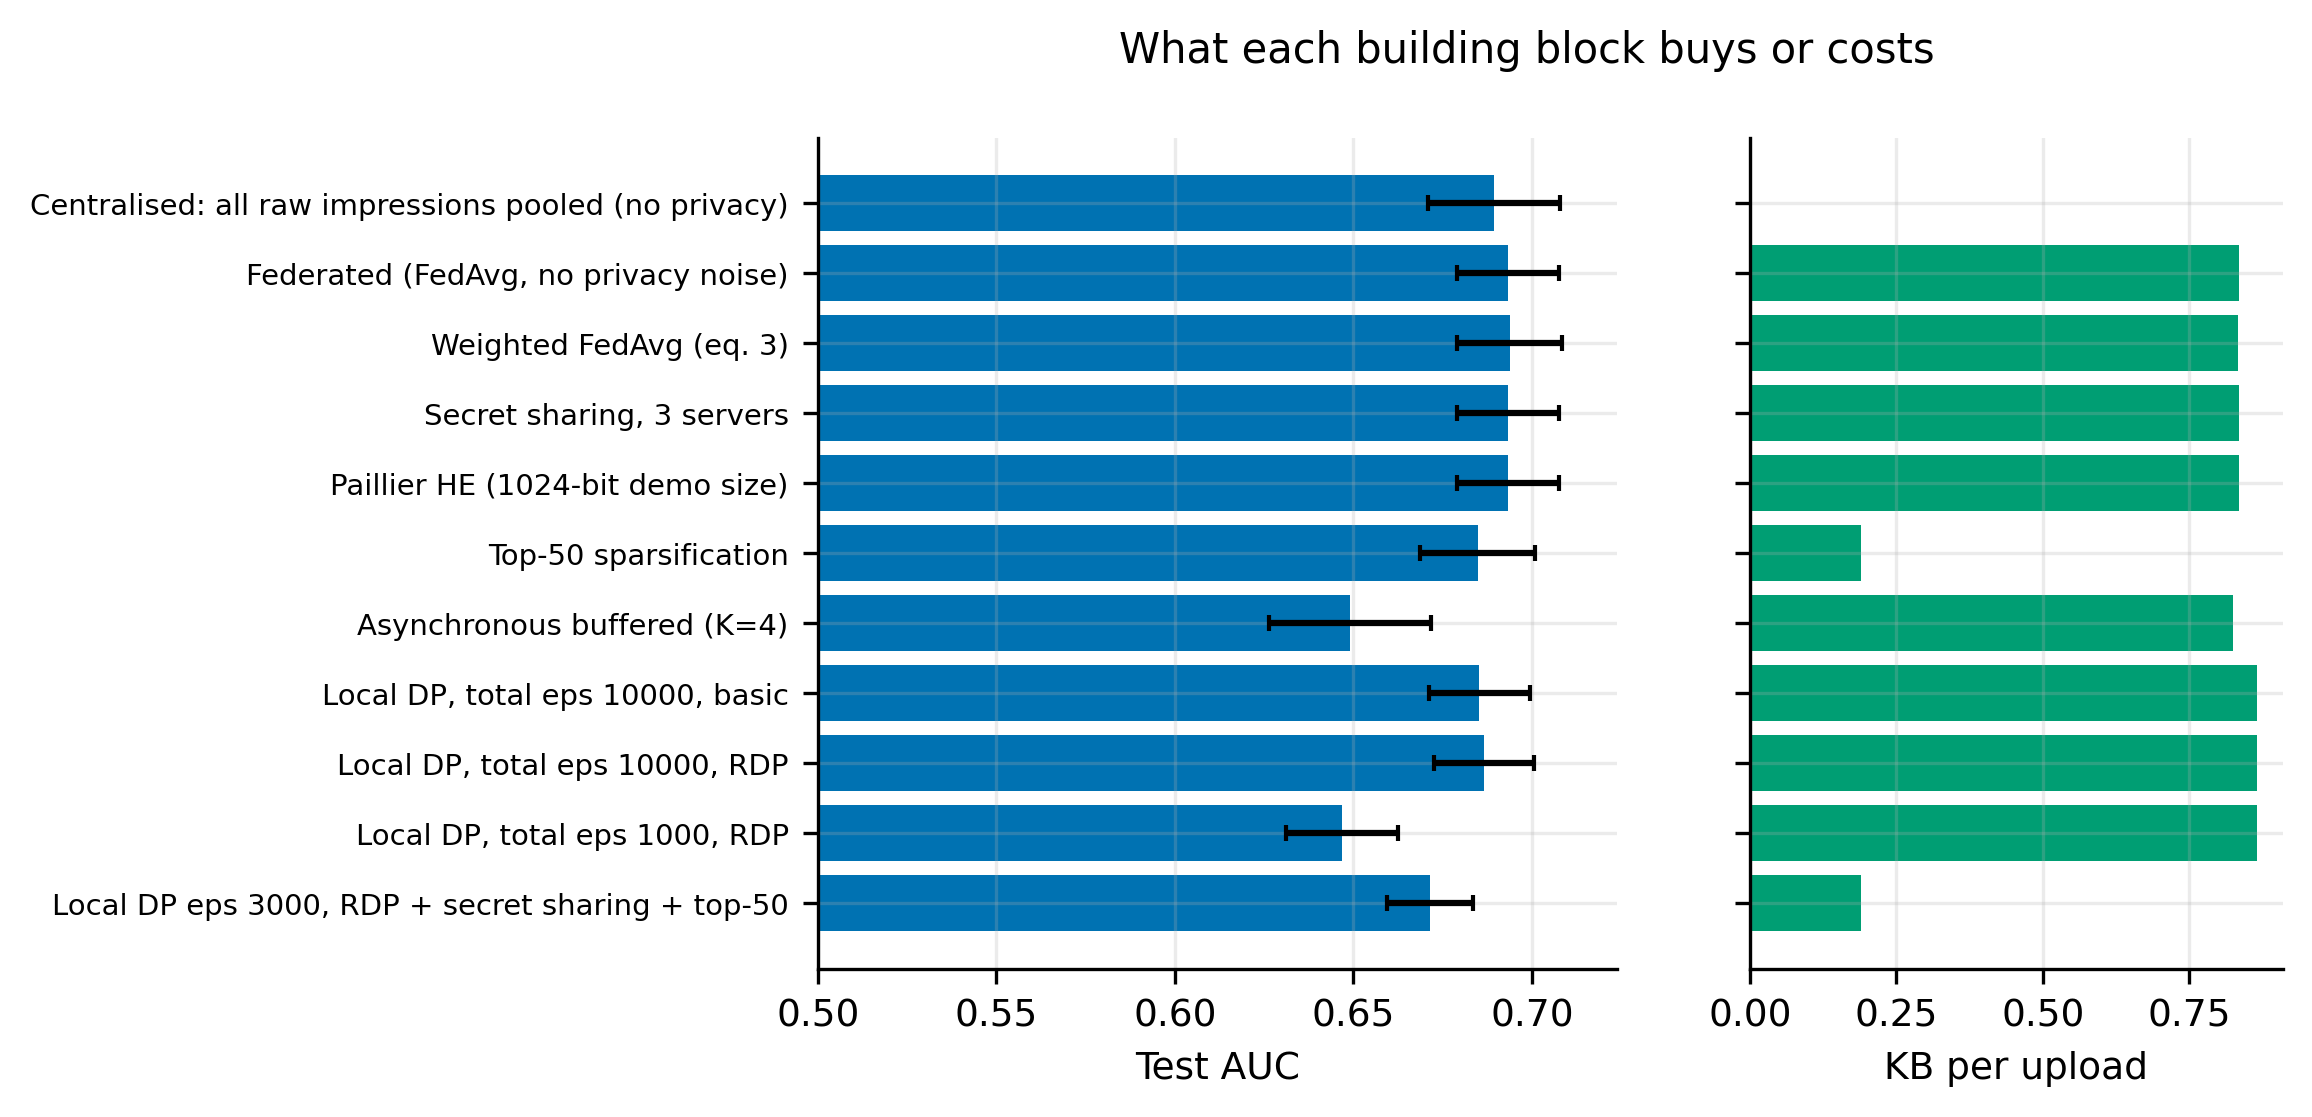 What each building block buys or costs
Centralised: all raw impressions pooled (no privacy)
Federated (FedAvg, no privacy noise)
Weighted FedAvg (eq. 3)
Secret sharing, 3 servers
Paillier HE (1024-bit demo size)
Top-50 sparsification
Asynchronous buffered (K=4)
Local DP, total eps 10000, basic
Local DP, total eps 10000, RDP
Local DP, total eps 1000, RDP
Local DP eps 3000, RDP + secret sharing + top-50
0.50 0.55 0.60 0.65 0.70
Test AUC
0.00 0.25 0.50 0.75
KB per upload